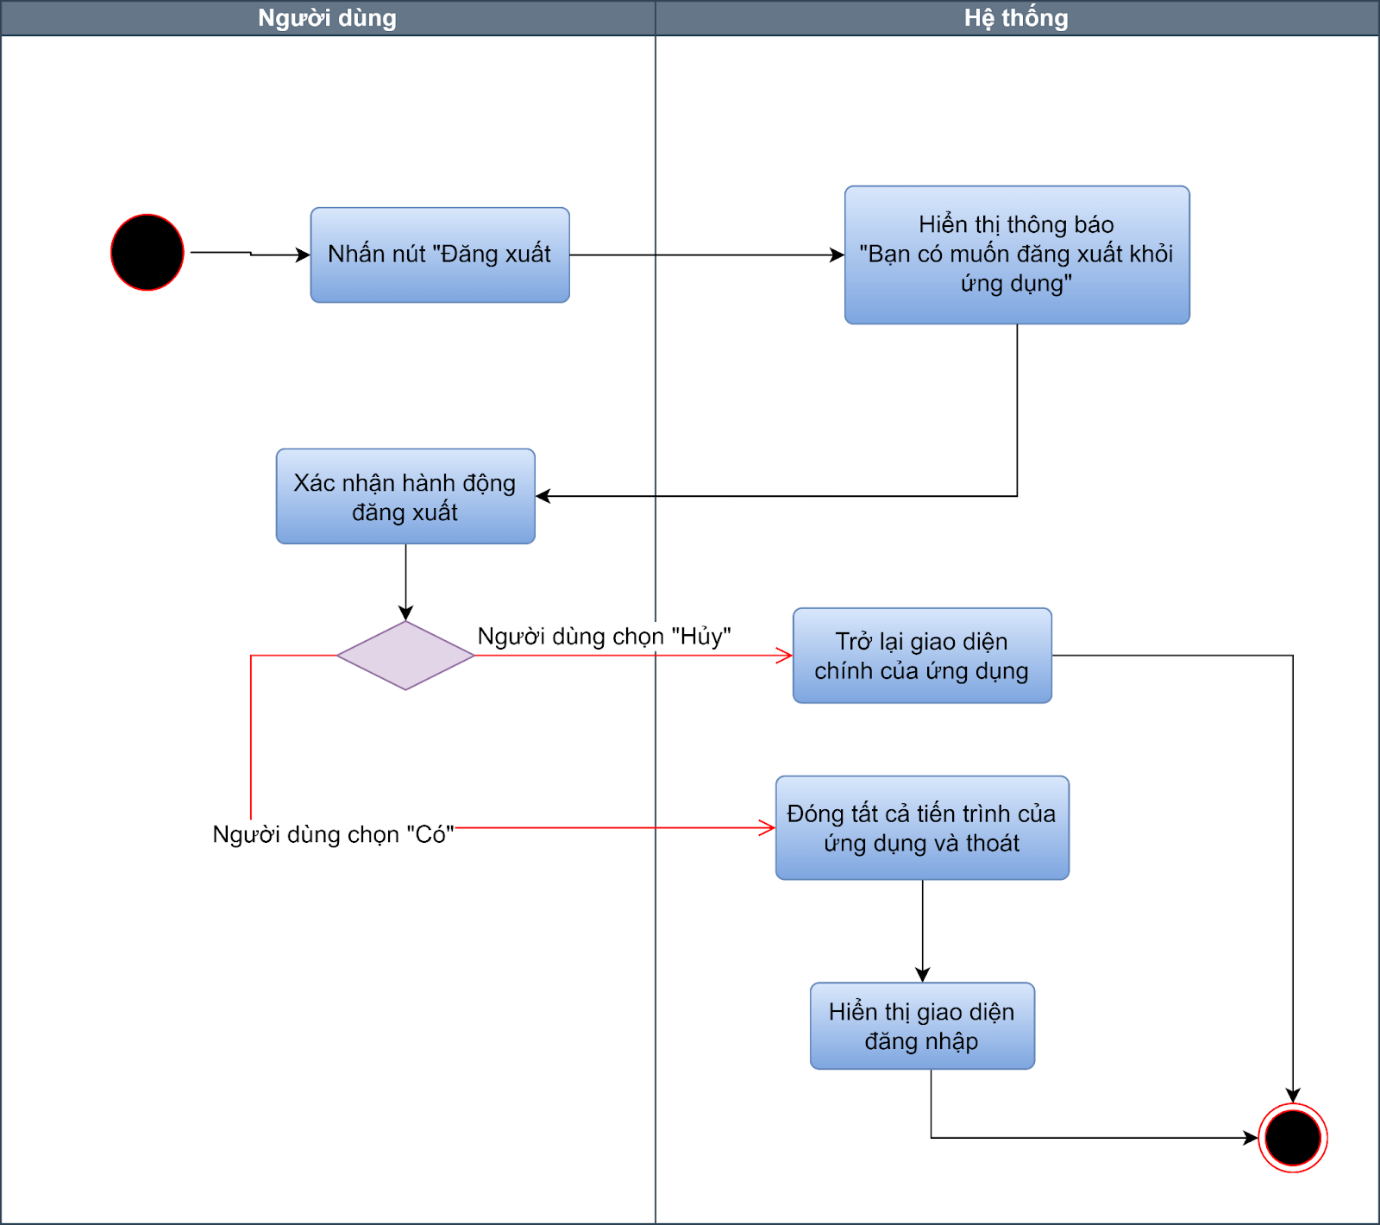 Người dùng
Hệ thống
Nhấn nút "Đăng xuất
Hiển thị thông báo
"Bạn có muốn đăng xuất khỏi
ứng dụng"
Xác nhận hành động
đăng xuất
Người dùng chọn "Hủy"
Trở lại giao diện
chính của ứng dụng
Người dùng chọn "Có"
Đóng tất cả tiến trình của
ứng dụng và thoát
Hiển thị giao diện
đăng nhập